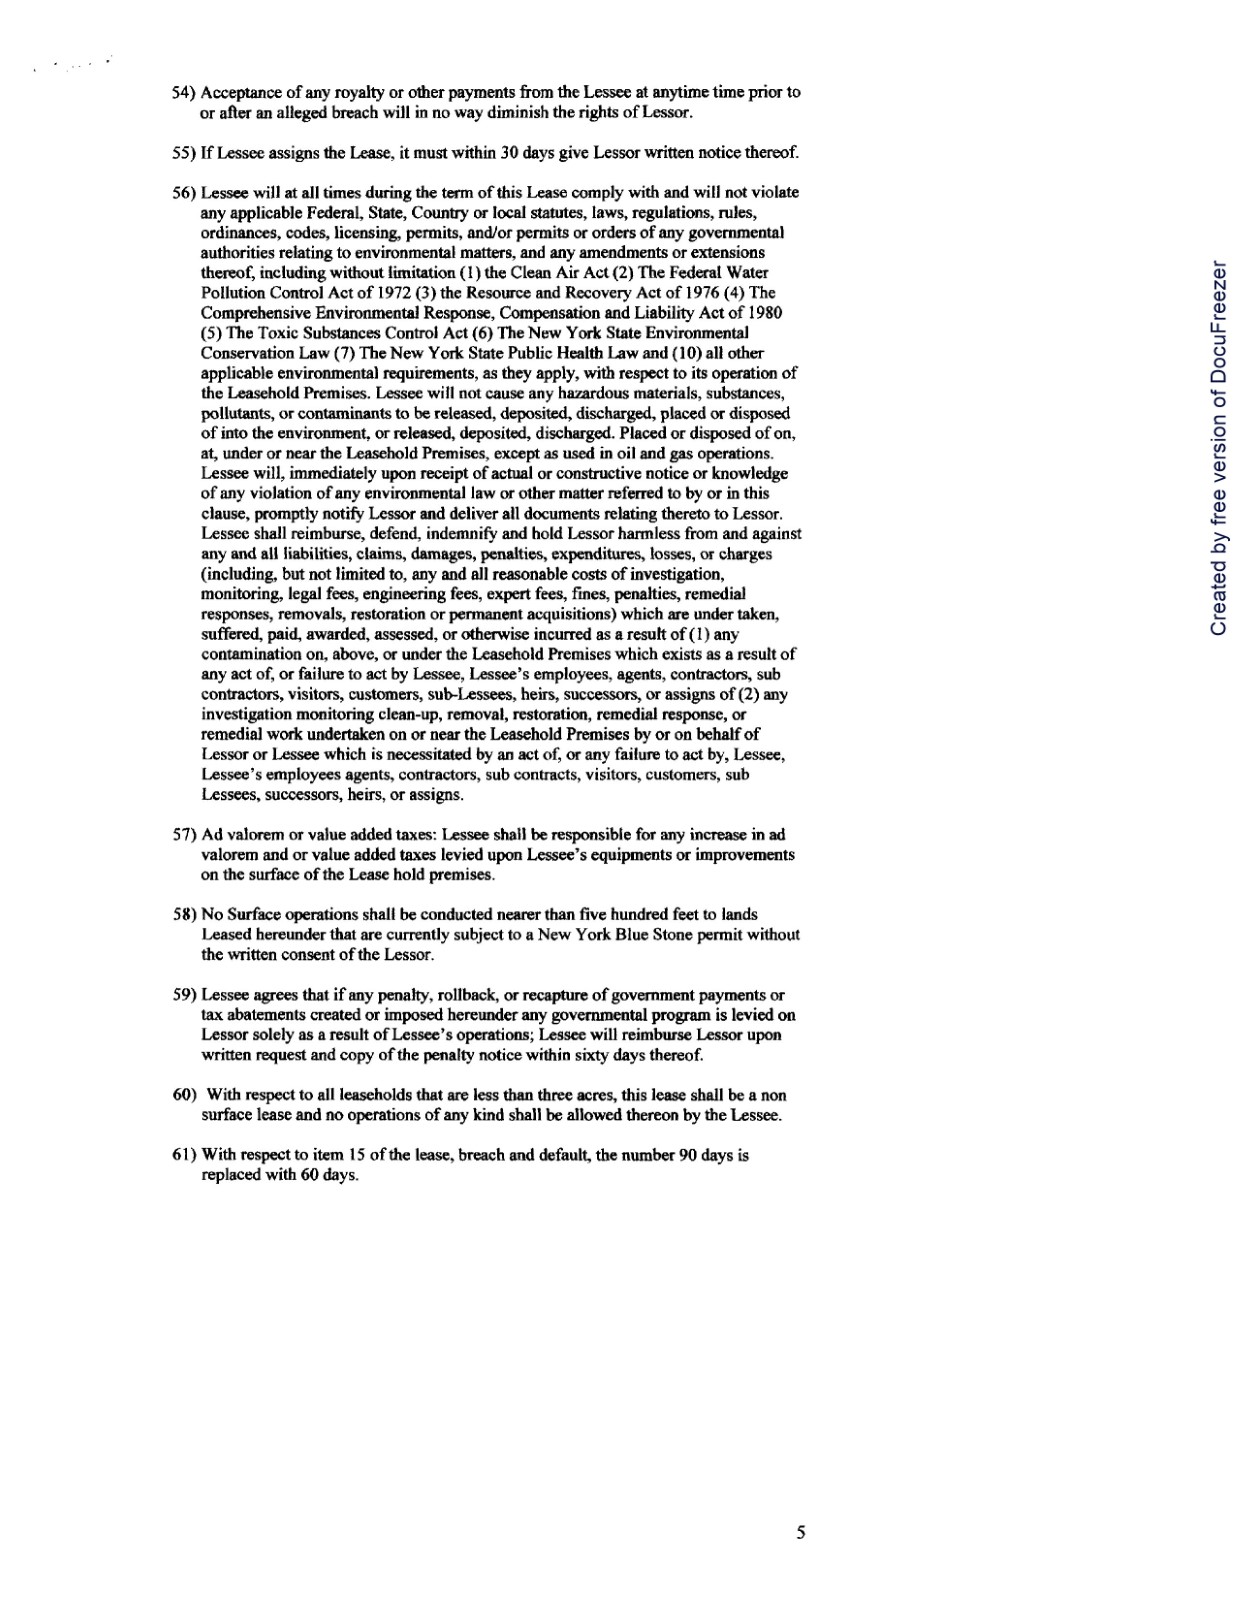 54) Acceptance of any royalty or other payments from the Lessee at anytime time prior to
or after an alleged breach will in no way diminish the rights of Lessor.
55) If Lessee assigns the Lease, it must within 30 days give Lessor written notice thereof.
56) Lessee will at all times during the term of this Lease comply with and will not violate
any applicable Federal, State, Country or local statutes, laws, regulations, rules,
ordinances, codes, licensing, permits, and/or permits or orders of any governmental
authorities relating to environmental matters, and any amendments or extensions
thereof, including without limitation (1) the Clean Air Act (2) The Federal Water
Pollution Control Act of 1972 (3) the Resource and Recovery Act of 1976 (4) The
Comprehensive Environmental Response, Compensation and Liability Act of 1980
(5) The Toxic Substances Control Act (6) The New York State Environmental
Conservation Law (7) The New York State Public Health Law and (10) all other
applicable environmental requirements, as they apply, with respect to its operation of
the Leasehold Premises. Lessee will not cause any hazardous materials, substances,
pollutants, or contaminants to be released, deposited, discharged, placed or disposed
of into the environment, or released, deposited, discharged. Placed or disposed of on,
at, under or near the Leasehold Premises, except as used in oil and gas operations.
Lessee will, immediately upon receipt of actual or constructive notice or knowledge
of any violation of any environmental law or other matter referred to by or in this
clause, promptly notify Lessor and deliver all documents relating thereto to Lessor.
Lessee shall reimburse, defend, indemnify and hold Lessor harmless from and against
any and all liabilities, claims, damages, penalties, expenditures, losses, or charges
(including, but not limited to, any and all reasonable costs of investigation,
monitoring, legal fees, engineering fees, expert fees, fines, penalties, remedial
responses, removals, restoration or permanent acquisitions) which are under taken,
suffered, paid, awarded, assessed, or otherwise incurred as a result of (1) any
contamination on, above, or under the Leasehold Premises which exists as a result of
any act of, or failure to act by Lessee, Lessee's employees, agents, contractors, sub
contractors, visitors, customers, sub-Lessees, heirs, successors, or assigns of (2) any
investigation monitoring clean-up, removal, restoration, remedial response, or
remedial work undertaken on or near the Leasehold Premises by or on behalf of
Lessor or Lessee which is necessitated by an act of, or any failure to act by, Lessee,
Lessee's employees agents, contractors, sub contracts, visitors, customers, sub
Lessees, successors, heirs, or assigns.
57) Ad valorem or value added taxes: Lessee shall be responsible for any increase in ad
valorem and or value added taxes levied upon Lessee's equipments or improvements
on the surface of the Lease hold premises.
58) No Surface operations shall be conducted nearer than five hundred feet to lands
Leased hereunder that are currently subject to a New York Blue Stone permit without
the written consent of the Lessor.
59) Lessee agrees that if any penalty, rollback, or recapture of government payments or
tax abatements created or imposed hereunder any governmental program is levied on
Lessor solely as a result of Lessee's operations; Lessee will reimburse Lessor upon
written request and copy of the penalty notice within sixty days thereof.
60) With respect to all leaseholds that are less than three acres, this lease shall be a non
surface lease and no operations of any kind shall be allowed thereon by the Lessee.
61) With respect to item 15 of the lease, breach and default, the number 90 days is
replaced with 60 days.
5
Created by free version of DocuFreezer